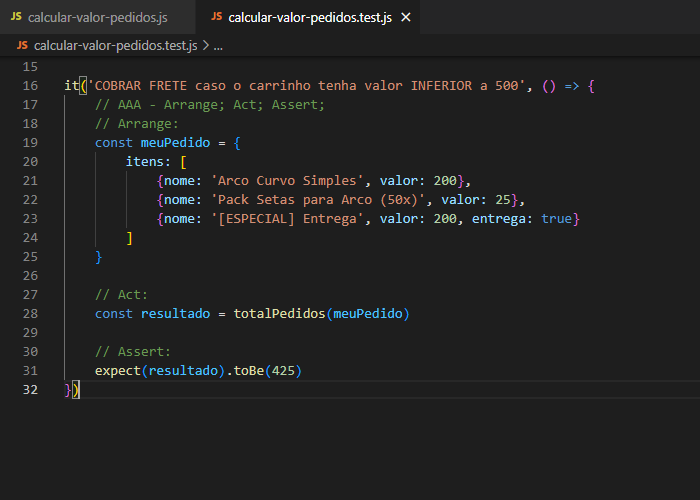 JS calcular-valor-pedidos.js JS calcular-valor-pedidos.test.js ×
JS calcular-valor-pedidos.test.js > ...
15
16 it('COBRAR FRETE caso o carrinho tenha valor INFERIOR a 500', () => {
17 // AAA - Arrange; Act; Assert;
18 // Arrange:
19 const meuPedido = {
20 itens: [
21 {nome: 'Arco Curvo Simples', valor: 200},
22 {nome: 'Pack Setas para Arco (50x)', valor: 25},
23 {nome: '[ESPECIAL] Entrega', valor: 200, entrega: true}
24 ]
25 }
26
27 // Act:
28 const resultado = totalPedidos(meuPedido)
29
30 // Assert:
31 expect(resultado).toBe(425)
32 })